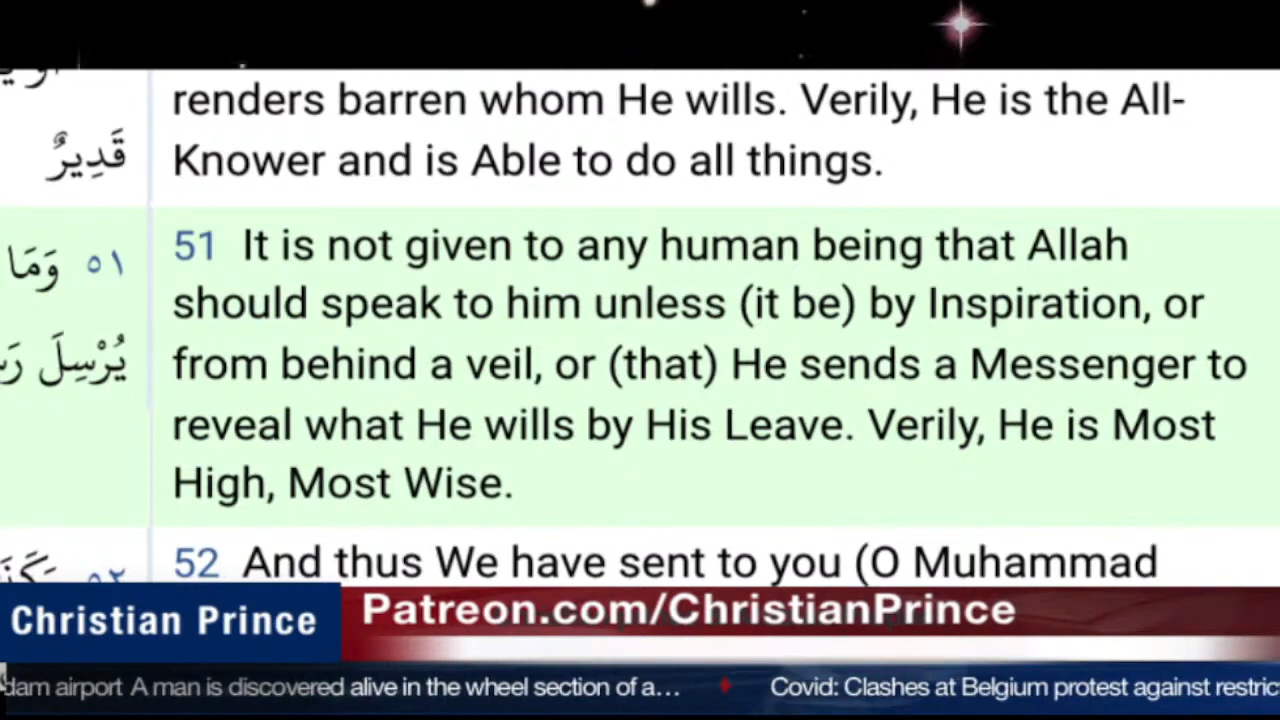 renders barren whom He wills. Verily, He is the All-
قَدِيرٌ
Knower and is Able to do all things.
٥١ وَمَا
51 It is not given to any human being that Allah
should speak to him unless (it be) by Inspiration, or
يُرْسِلَ
from behind a veil, or (that) He sends a Messenger to
reveal what He wills by His Leave. Verily, He is Most
High, Most Wise.
٥٢
52 And thus We have sent to you (O Muhammad
Christian Prince
Patreon.com/ChristianPrince
dam airport A man is discovered alive in the wheel section of a... Covid: Clashes at Belgium protest against restric